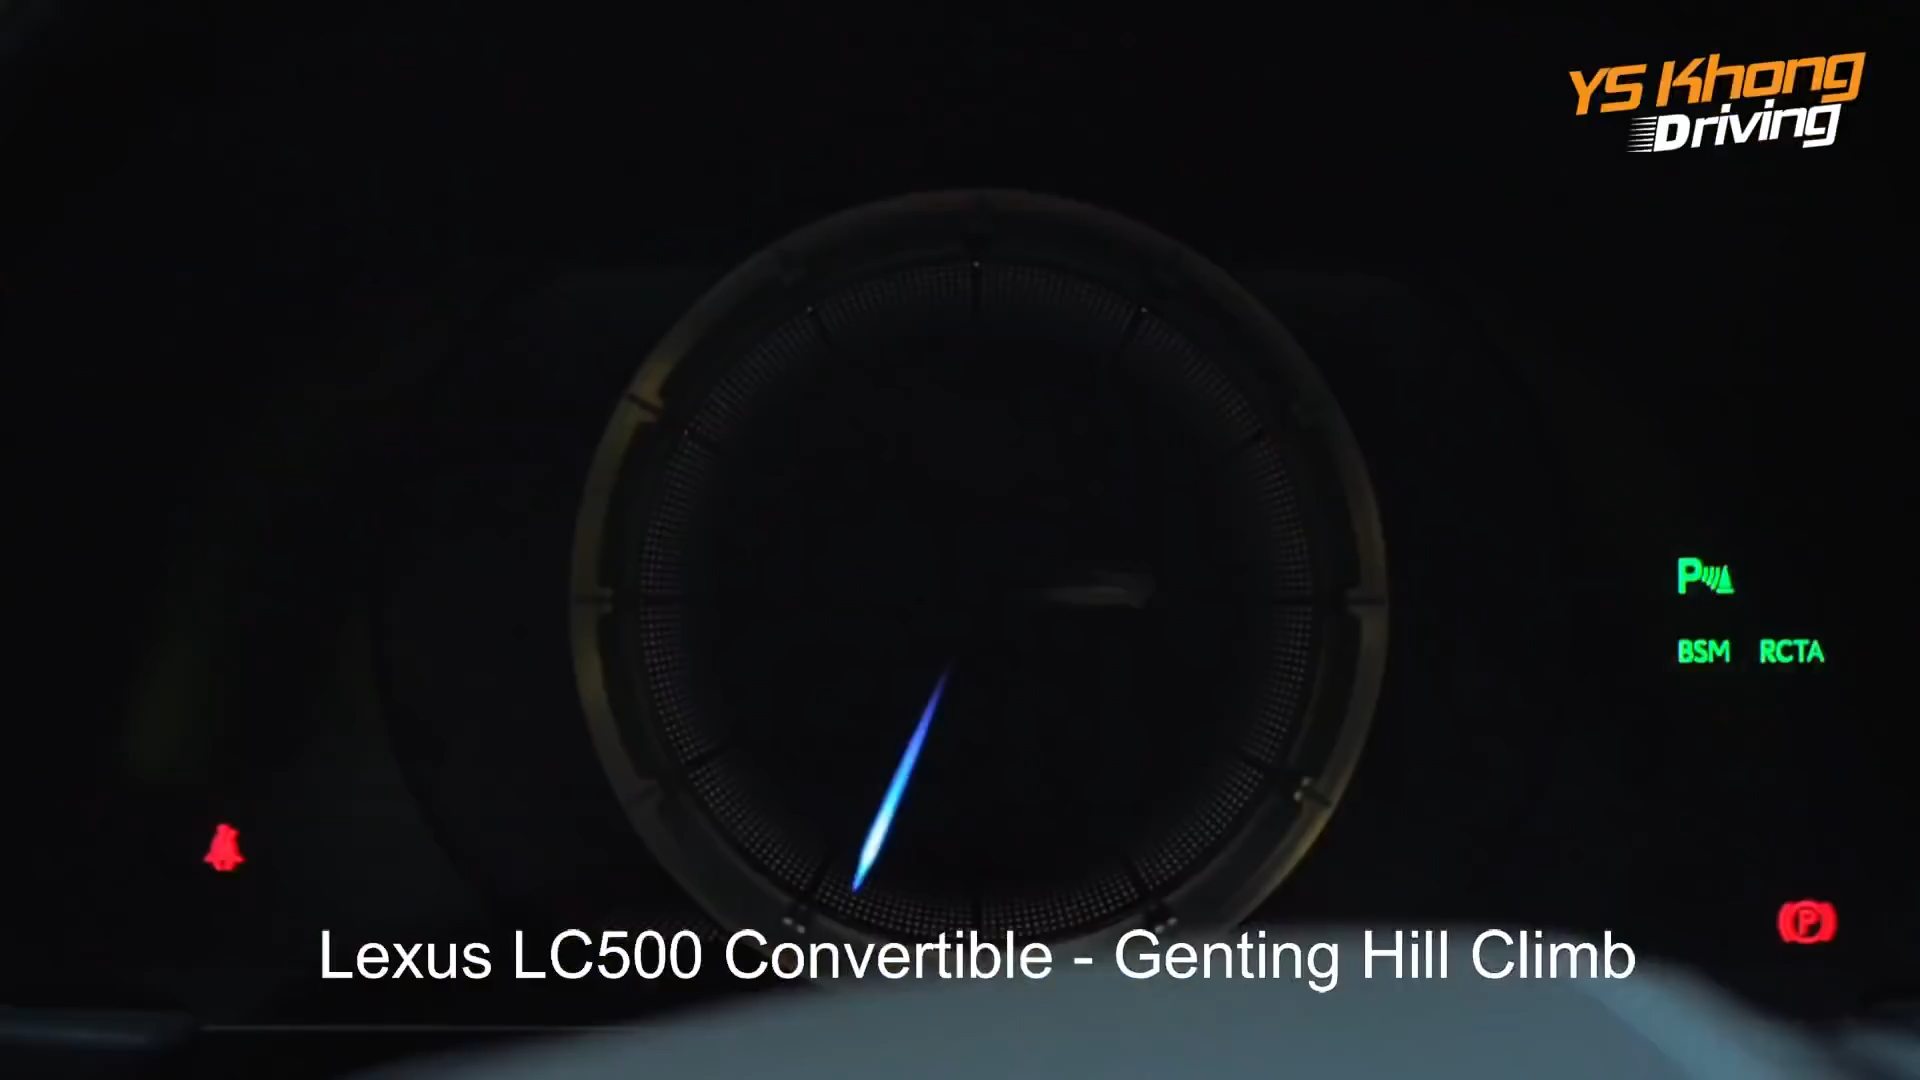 YS Khong
Driving
P
BSM RCTA
P
Lexus LC500 Convertible - Genting Hill Climb